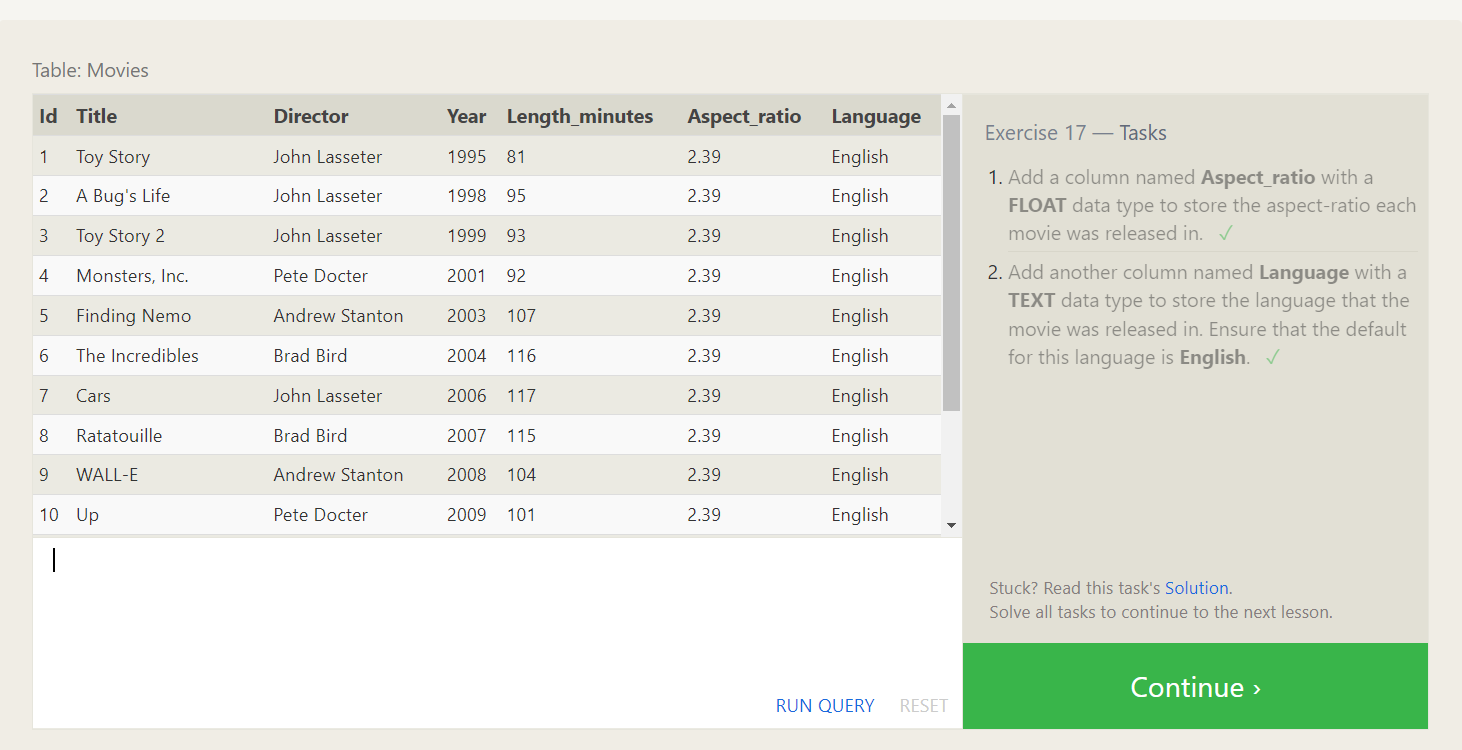 Table: Movies
Id Title Director Year Length_minutes Aspect_ratio Language
1 Toy Story John Lasseter 1995 81 2.39 English
2 A Bug's Life John Lasseter 1998 95 2.39 English
3 Toy Story 2 John Lasseter 1999 93 2.39 English
4 Monsters, Inc. Pete Docter 2001 92 2.39 English
5 Finding Nemo Andrew Stanton 2003 107 2.39 English
6 The Incredibles Brad Bird 2004 116 2.39 English
7 Cars John Lasseter 2006 117 2.39 English
8 Ratatouille Brad Bird 2007 115 2.39 English
9 WALL-E Andrew Stanton 2008 104 2.39 English
10 Up Pete Docter 2009 101 2.39 English
RUN QUERY RESET
Exercise 17 — Tasks
1. Add a column named Aspect_ratio with a
FLOAT data type to store the aspect-ratio each
movie was released in. ✓
2. Add another column named Language with a
TEXT data type to store the language that the
movie was released in. Ensure that the default
for this language is English. ✓
Stuck? Read this task's Solution.
Solve all tasks to continue to the next lesson.
Continue ›